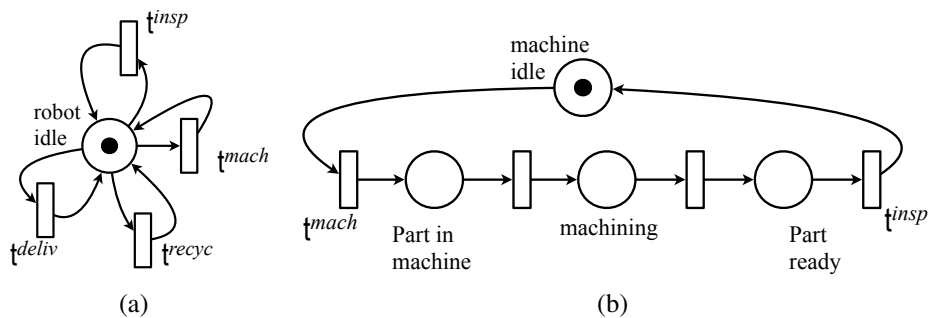 t^insp
robot
idle
t^mach
t^deliv
t^recyc
(a)
machine
idle
t^mach
Part in
machine
machining
Part
ready
t^insp
(b)